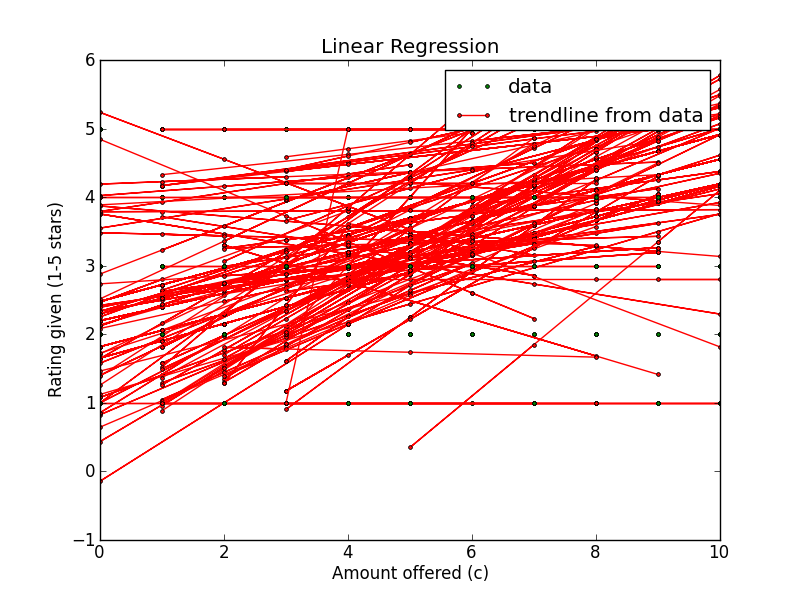 Linear Regression
data
trendline from data
6
5
4
3
2
1
0
−1
Rating given (1-5 stars)
0 2 4 6 8 10
Amount offered (c)